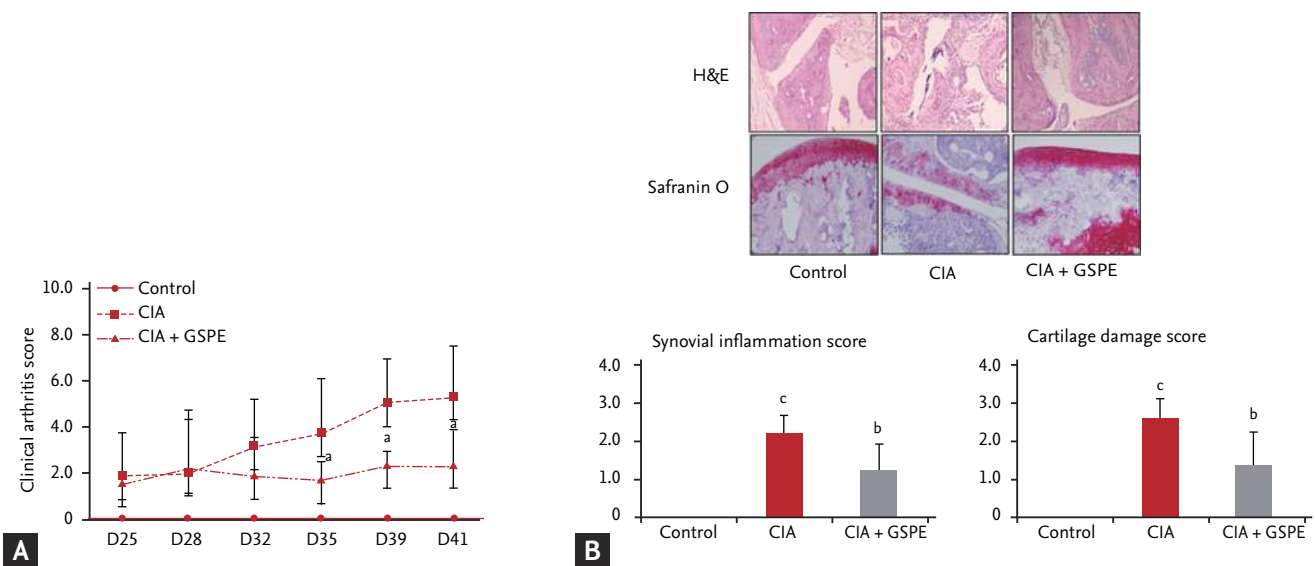 H&E
Safranin O
Control
CIA
CIA + GSPE
10.0
8.0
6.0
4.0
2.0
0
Clinical arthritis score
Control
CIA
CIA + GSPE
a
a
a
D25
D28
D32
D35
D39
D41
A
Synovial inflammation score
4.0
3.0
2.0
1.0
0
c
b
Control
CIA
CIA + GSPE
Cartilage damage score
4.0
3.0
2.0
1.0
0
c
b
Control
CIA
CIA + GSPE
B